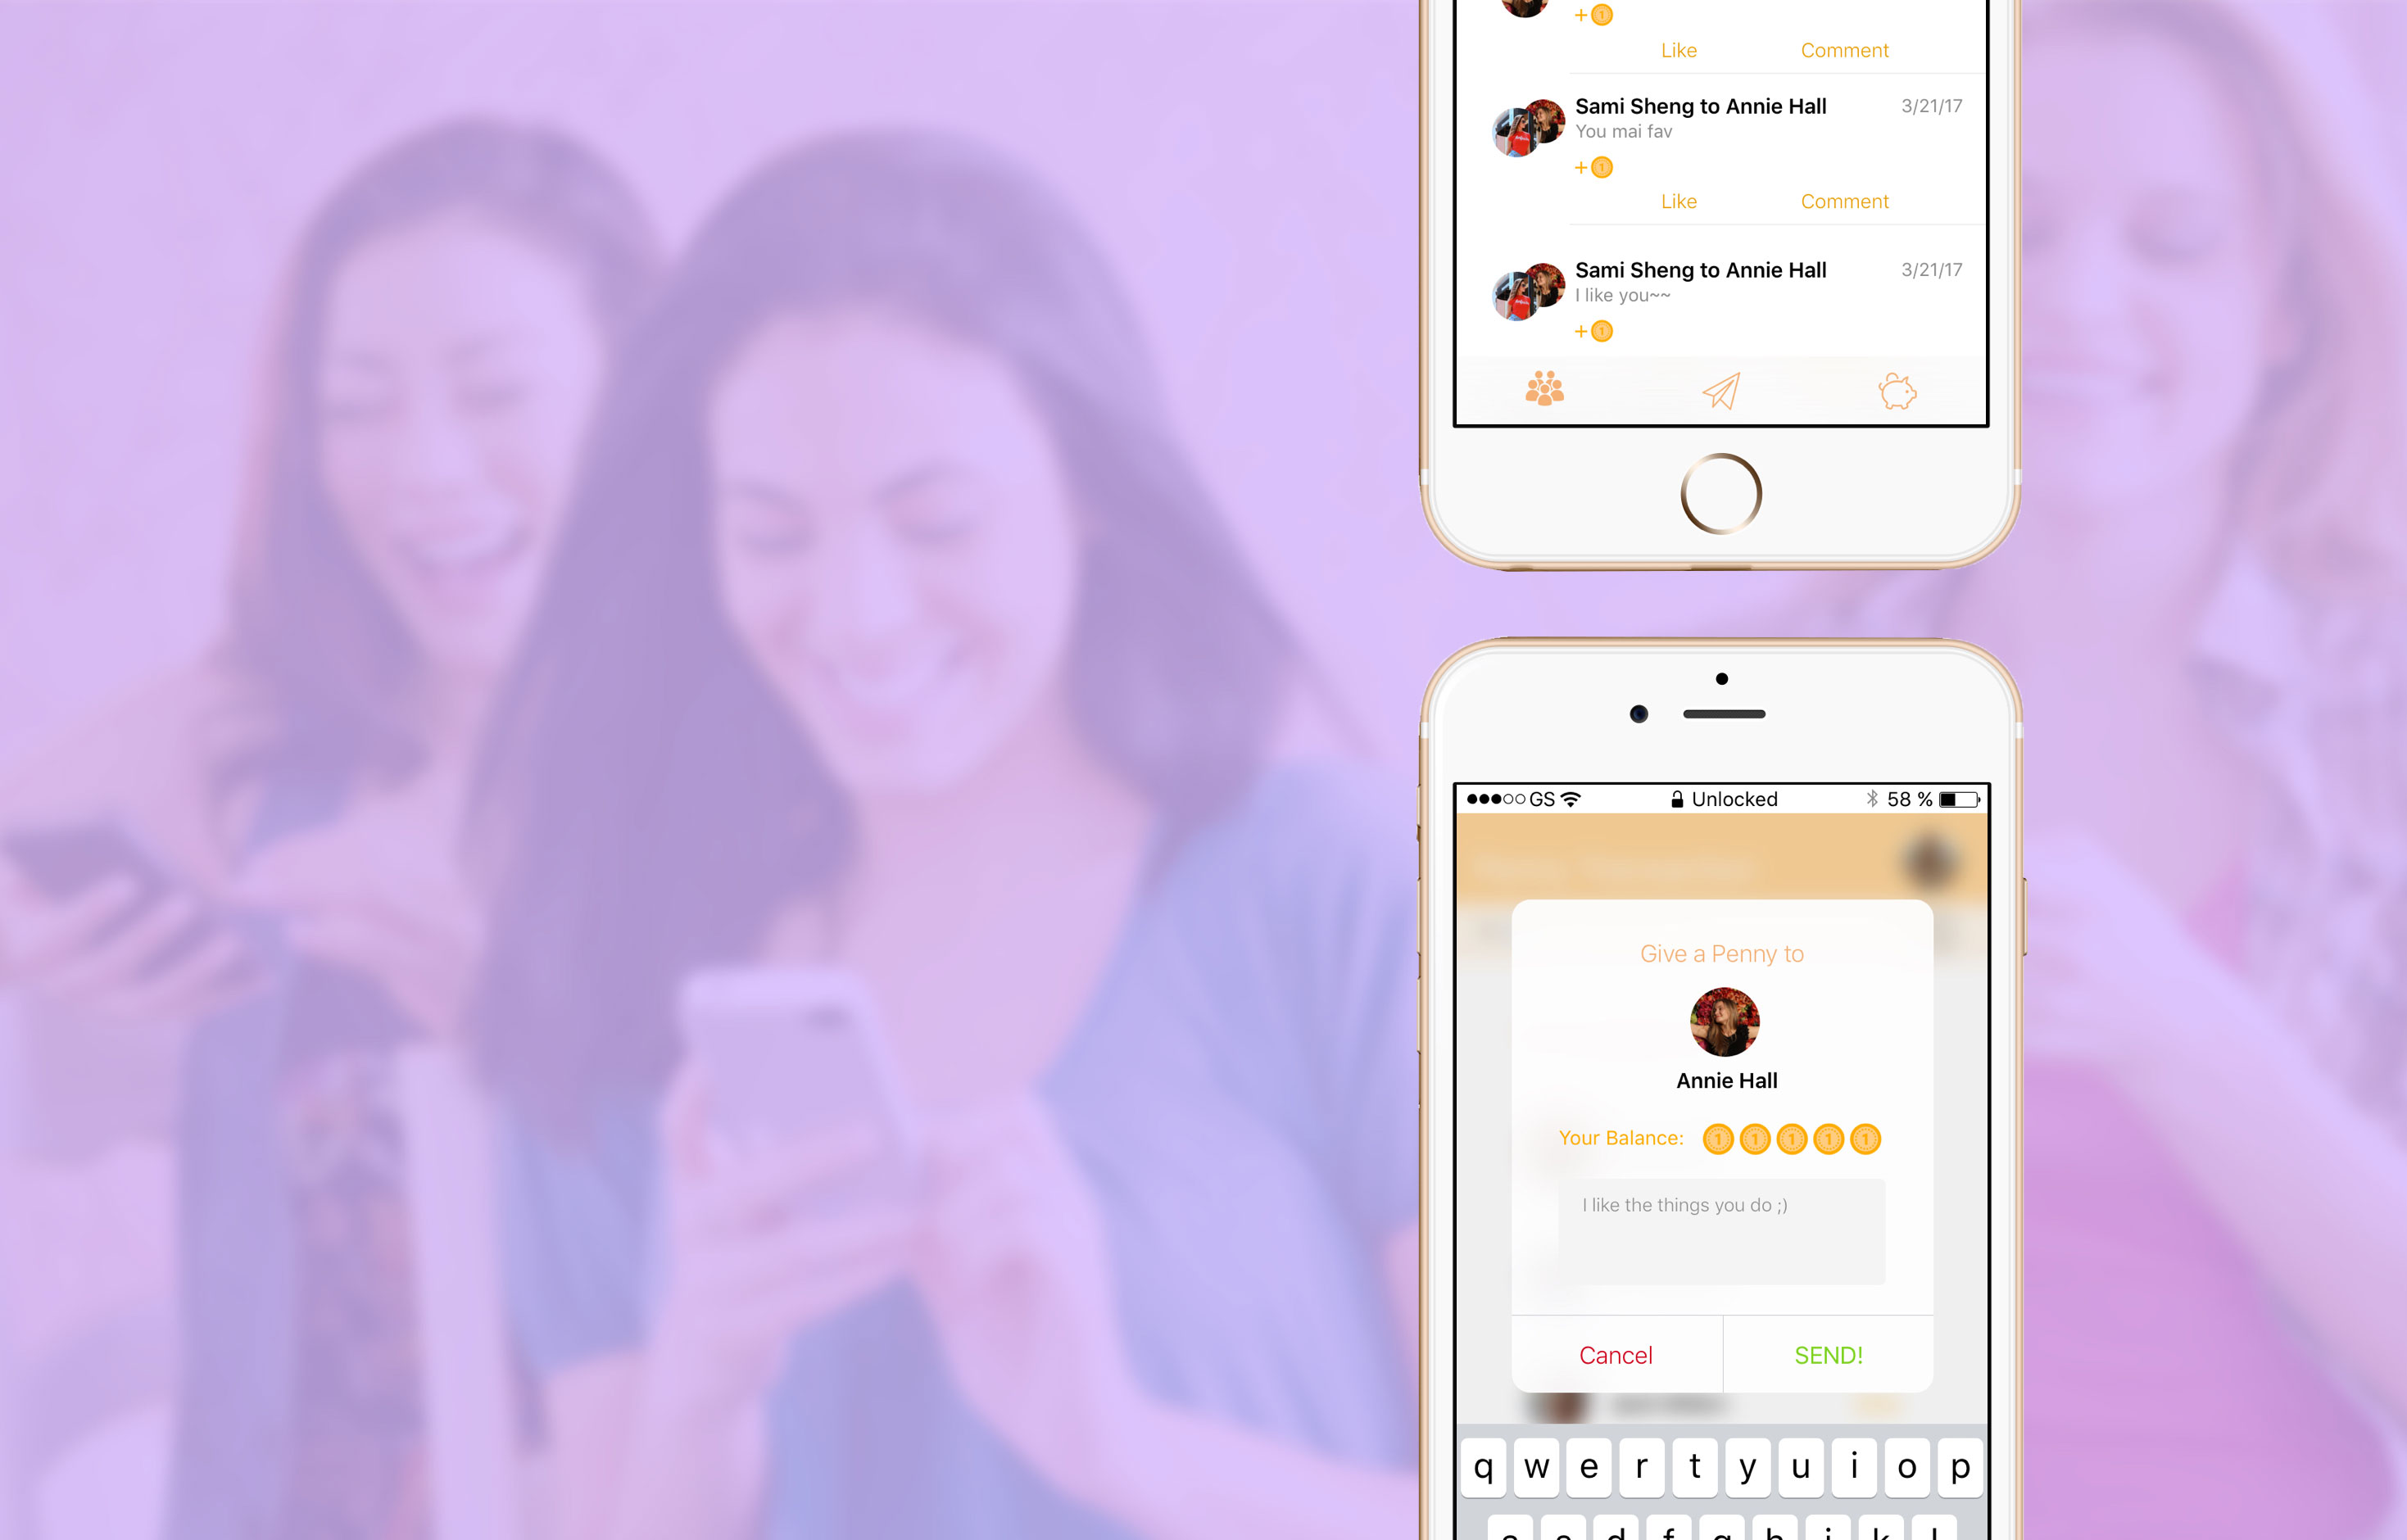 +1
Like Comment
Sami Sheng to Annie Hall 3/21/17
You mai fav
+1
Like Comment
Sami Sheng to Annie Hall 3/21/17
I like you~~
+1
GS Unlocked 58 %
Give a Penny to
Annie Hall
Your Balance: 1 1 1 1 1
I like the things you do ;)
Cancel SEND!
q w e r t y u i o p
a s d f g h j k l